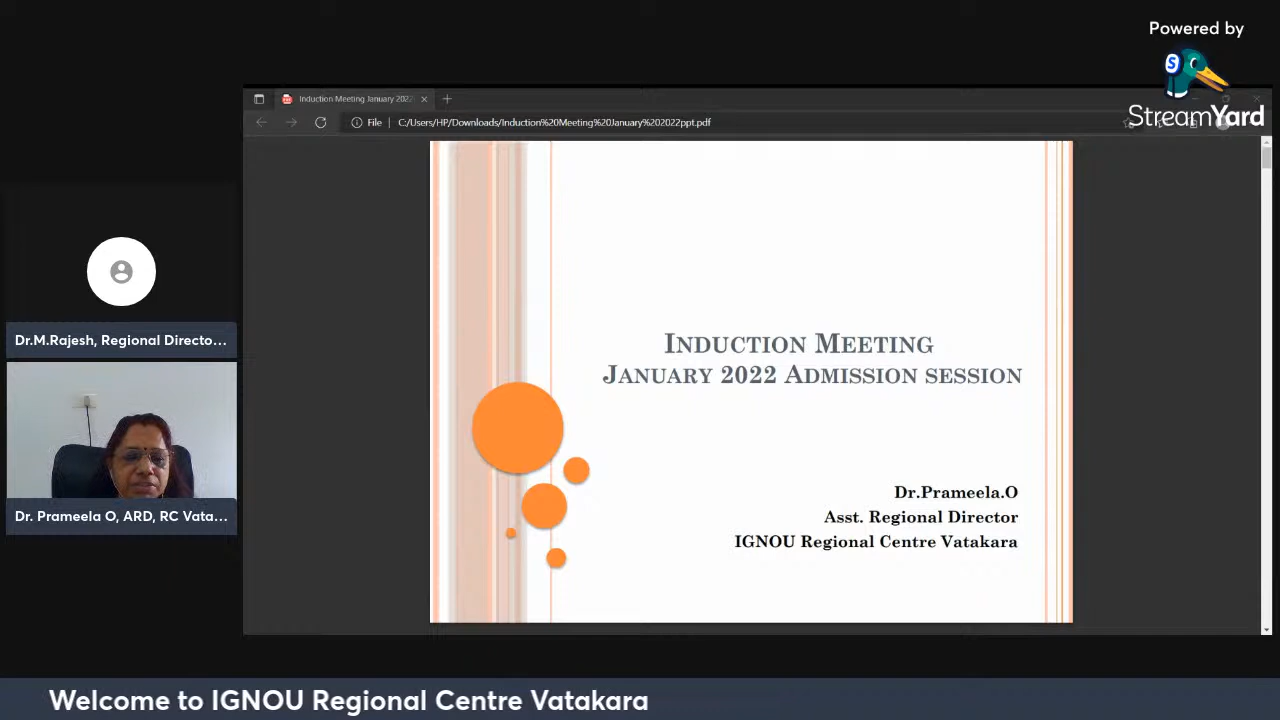 Powered by
StreamYard
Induction Meeting January 2022
File
C:/Users/HP/Downloads/Induction%20Meeting%20January%202022ppt.pdf
INDUCTION MEETING
JANUARY 2022 ADMISSION SESSION
Dr.Prameela.O
Asst. Regional Director
IGNOU Regional Centre Vatakara
Dr.M.Rajesh, Regional Directo...
Dr. Prameela O, ARD, RC Vata...
Welcome to IGNOU Regional Centre Vatakara